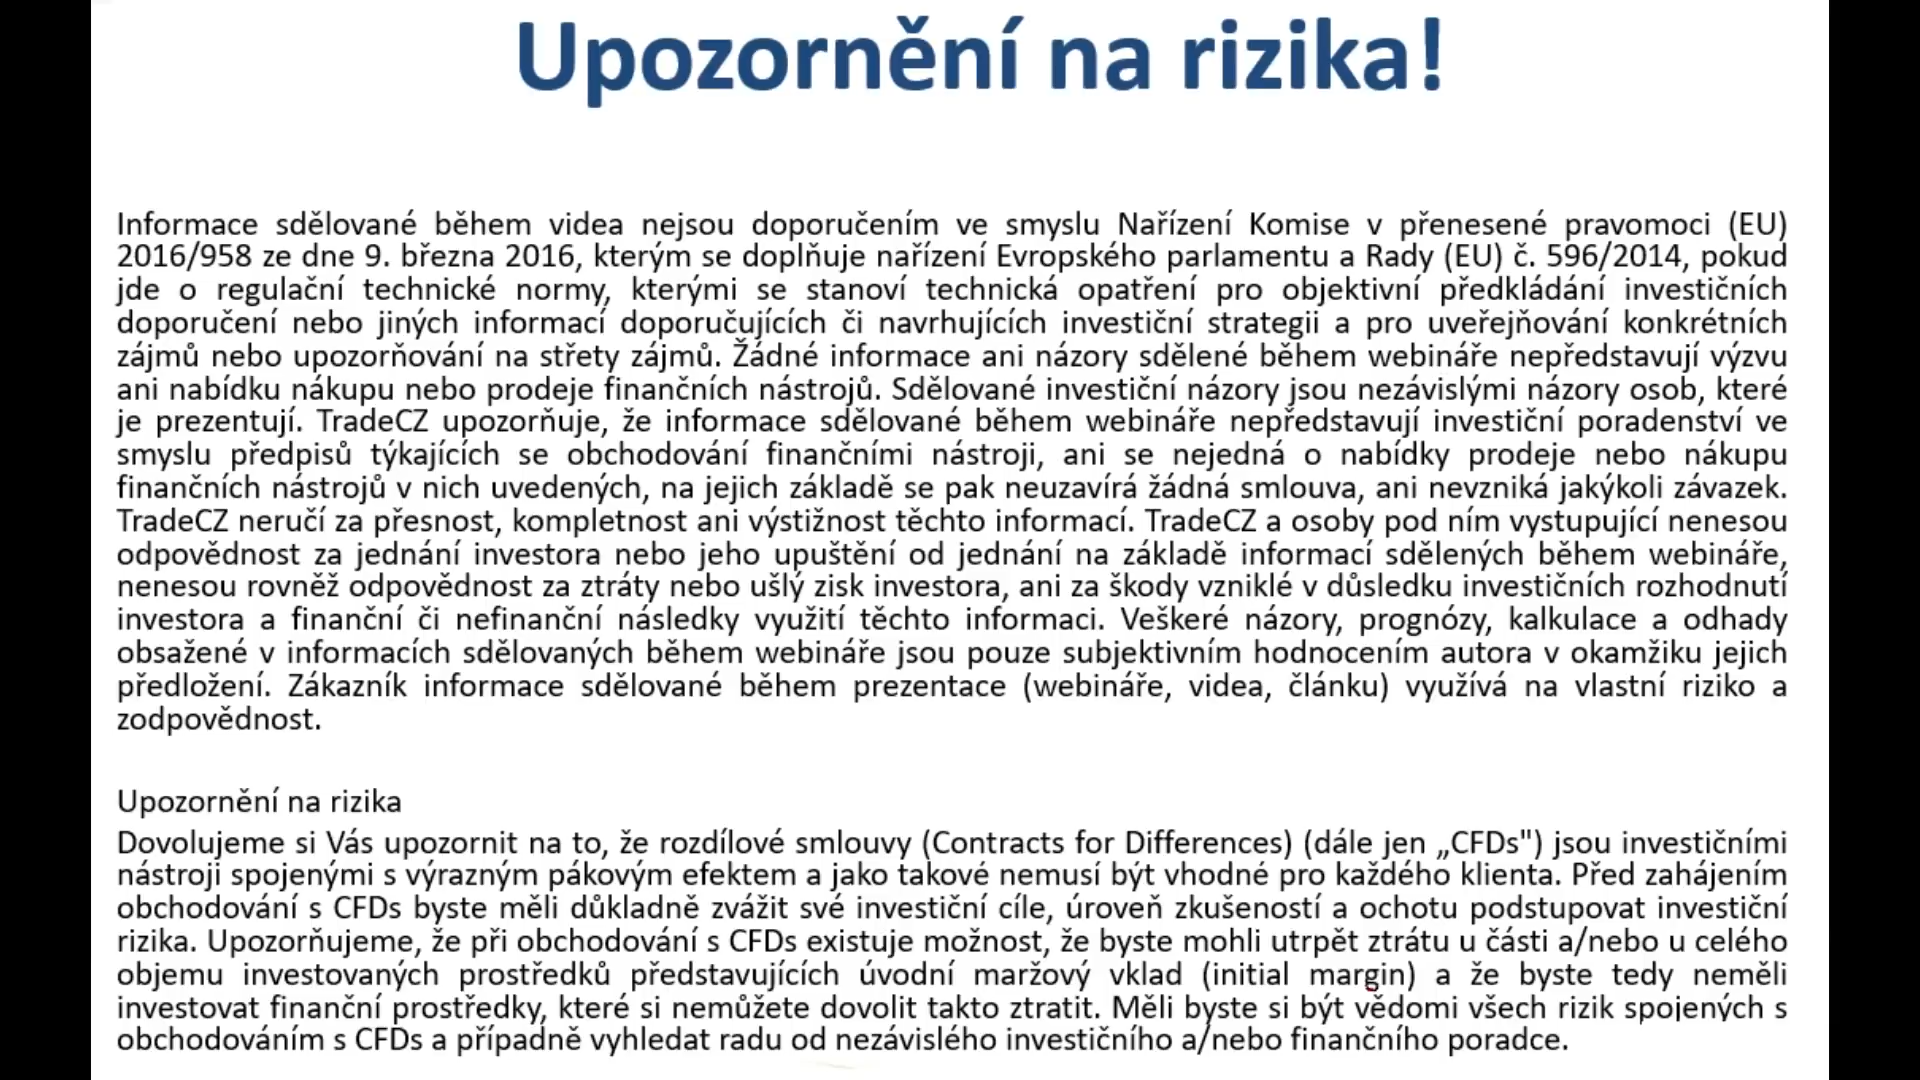 Upozornění na rizika!
Informace sdělované během videa nejsou doporučením ve smyslu Nařízení Komise v přenesené pravomoci (EU)
2016/958 ze dne 9. března 2016, kterým se doplňuje nařízení Evropského parlamentu a Rady (EU) č. 596/2014, pokud
jde o regulační technické normy, kterými se stanoví technická opatření pro objektivní předkládání investičních
doporučení nebo jiných informací doporučujících či navrhujících investiční strategii a pro uveřejňování konkrétních
zájmů nebo upozorňování na střety zájmů. Žádné informace ani názory sdělené během webináře nepředstavují výzvu
ani nabídku nákupu nebo prodeje finančních nástrojů. Sdělované investiční názory jsou nezávislými názory osob, které
je prezentují. TradeCZ upozorňuje, že informace sdělované během webináře nepředstavují investiční poradenství ve
smyslu předpisů týkajících se obchodování finančními nástroji, ani se nejedná o nabídky prodeje nebo nákupu
finančních nástrojů v nich uvedených, na jejich základě se pak neuzavírá žádná smlouva, ani nevzniká jakýkoli závazek.
TradeCZ neručí za přesnost, kompletnost ani výstižnost těchto informací. TradeCZ a osoby pod ním vystupující nenesou
odpovědnost za jednání investora nebo jeho upuštění od jednání na základě informací sdělených během webináře,
nenesou rovněž odpovědnost za ztráty nebo ušlý zisk investora, ani za škody vzniklé v důsledku investičních rozhodnutí
investora a finanční či nefinanční následky využití těchto informaci. Veškeré názory, prognózy, kalkulace a odhady
obsažené v informacích sdělovaných během webináře jsou pouze subjektivním hodnocením autora v okamžiku jejich
předložení. Zákazník informace sdělované během prezentace (webináře, videa, článku) využívá na vlastní riziko a
zodpovědnost.
Upozornění na rizika
Dovolujeme si Vás upozornit na to, že rozdílové smlouvy (Contracts for Differences) (dále jen „CFDs") jsou investičními
nástroji spojenými s výrazným pákovým efektem a jako takové nemusí být vhodné pro každého klienta. Před zahájením
obchodování s CFDs byste měli důkladně zvážit své investiční cíle, úroveň zkušeností a ochotu podstupovat investiční
rizika. Upozorňujeme, že při obchodování s CFDs existuje možnost, že byste mohli utrpět ztrátu u části a/nebo u celého
objemu investovaných prostředků představujících úvodní maržový vklad (initial margin) a že byste tedy neměli
investovat finanční prostředky, které si nemůžete dovolit takto ztratit. Měli byste si být vědomi všech rizik spojených s
obchodováním s CFDs a případně vyhledat radu od nezávislého investičního a/nebo finančního poradce.